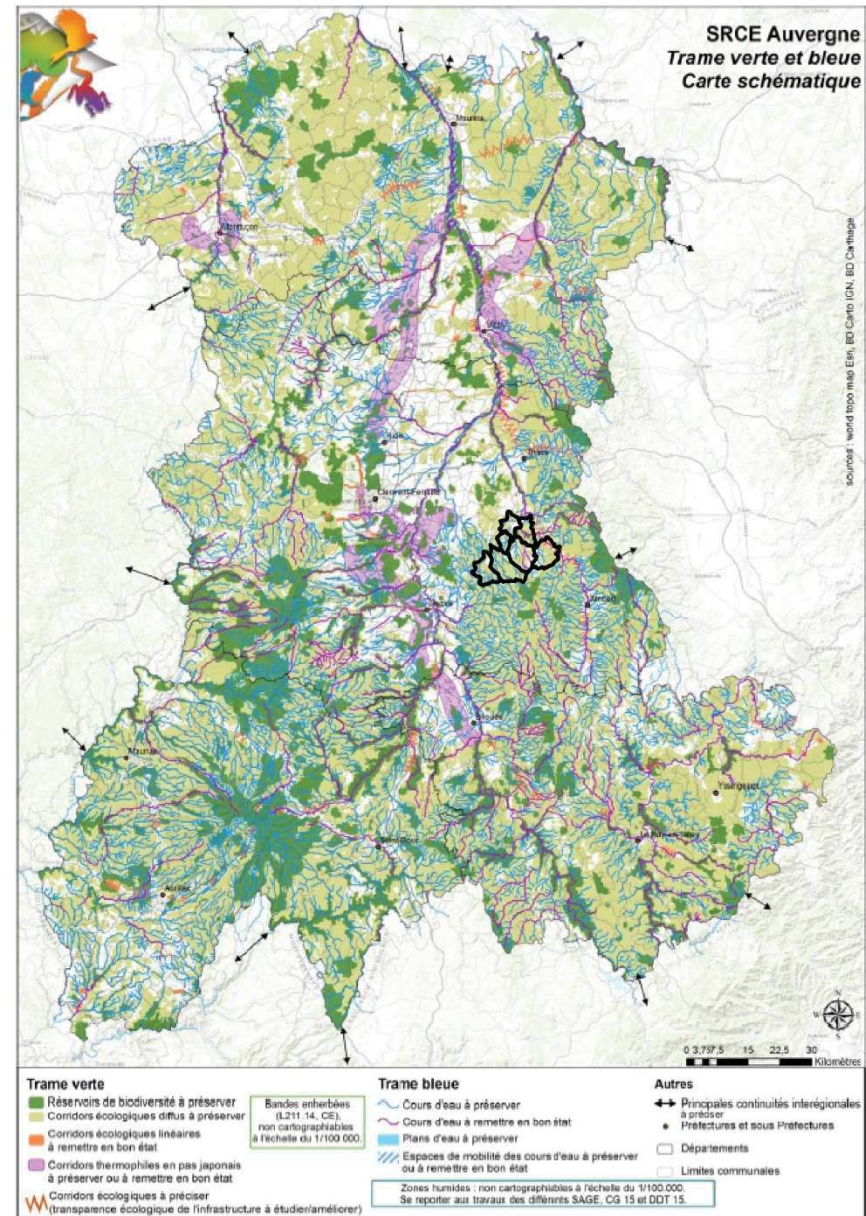 SRCE Auvergne
Trame verte et bleue
Carte schématique
sources : world topo map Esri, BD Carto IGN, BD Carthage
Moulins
Montluçon
Vichy
Riom
Thiers
Clermont-Ferrand
Ambert
Issoire
Brioude
Mauriac
Yssingeaux
Le Puy-en-Velay
Saint-Flour
Aurillac
N
W E
S
0 3,757,5 15 22,5 30
Kilomètres
Trame verte
Réservoirs de biodiversité à préserver
Corridors écologiques diffus à préserver
Corridors écologiques linéaires
à remettre en bon état
Corridors thermophiles en pas japonais
à préserver ou à remettre en bon état
Corridors écologiques à préciser
(transparence écologique de l'infrastructure à étudier/améliorer)
Bandes enherbées
(L211.14, CE),
non cartographiables
à l'échelle du 1/100 000.
Trame bleue
Cours d'eau à préserver
Cours d'eau à remettre en bon état
Plans d'eau à préserver
Espaces de mobilité des cours d'eau à préserver
ou à remettre en bon état
Zones humides : non cartographiables à l'échelle du 1/100.000.
Se reporter aux travaux des différents SAGE, CG 15 et DDT 15.
Autres
Principales continuités interégionales
à préciser
Préfectures et sous Préfectures
Départements
Limites communales